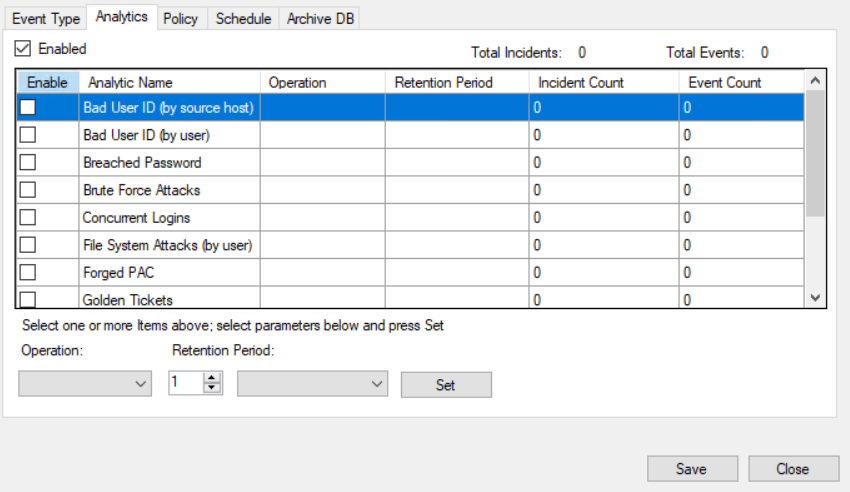 Event Type Analytics Policy Schedule Archive DB
Enabled Total Incidents: 0 Total Events: 0
Enable Analytic Name Operation Retention Period Incident Count Event Count
Bad User ID (by source host) 0 0
Bad User ID (by user) 0 0
Breached Password 0 0
Brute Force Attacks 0 0
Concurrent Logins 0 0
File System Attacks (by user) 0 0
Forged PAC 0 0
Golden Tickets 0 0
Select one or more Items above; select parameters below and press Set
Operation: Retention Period:
1 Set
Save Close